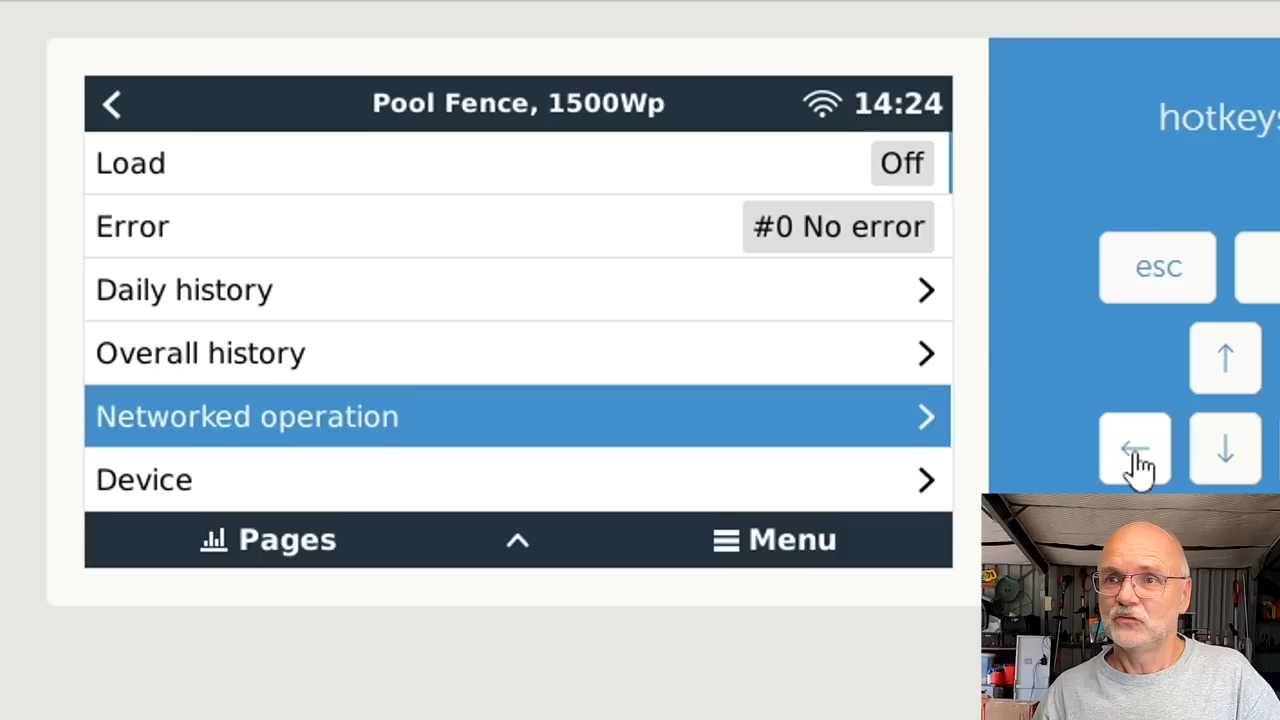 Pool Fence, 1500Wp
14:24
Load
Off
Error
#0 No error
Daily history
Overall history
Networked operation
Device
Pages
Menu
hotkeys
esc